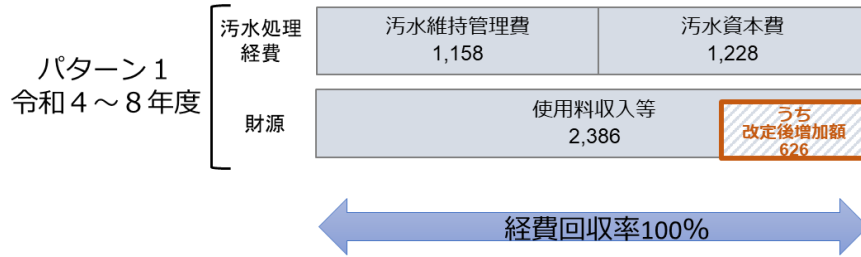 パターン１
令和４～８年度
汚水処理
経費
汚水維持管理費
1,158
汚水資本費
1,228
財源
使用料収入等
2,386
うち
改定後増加額
626
経費回収率100%